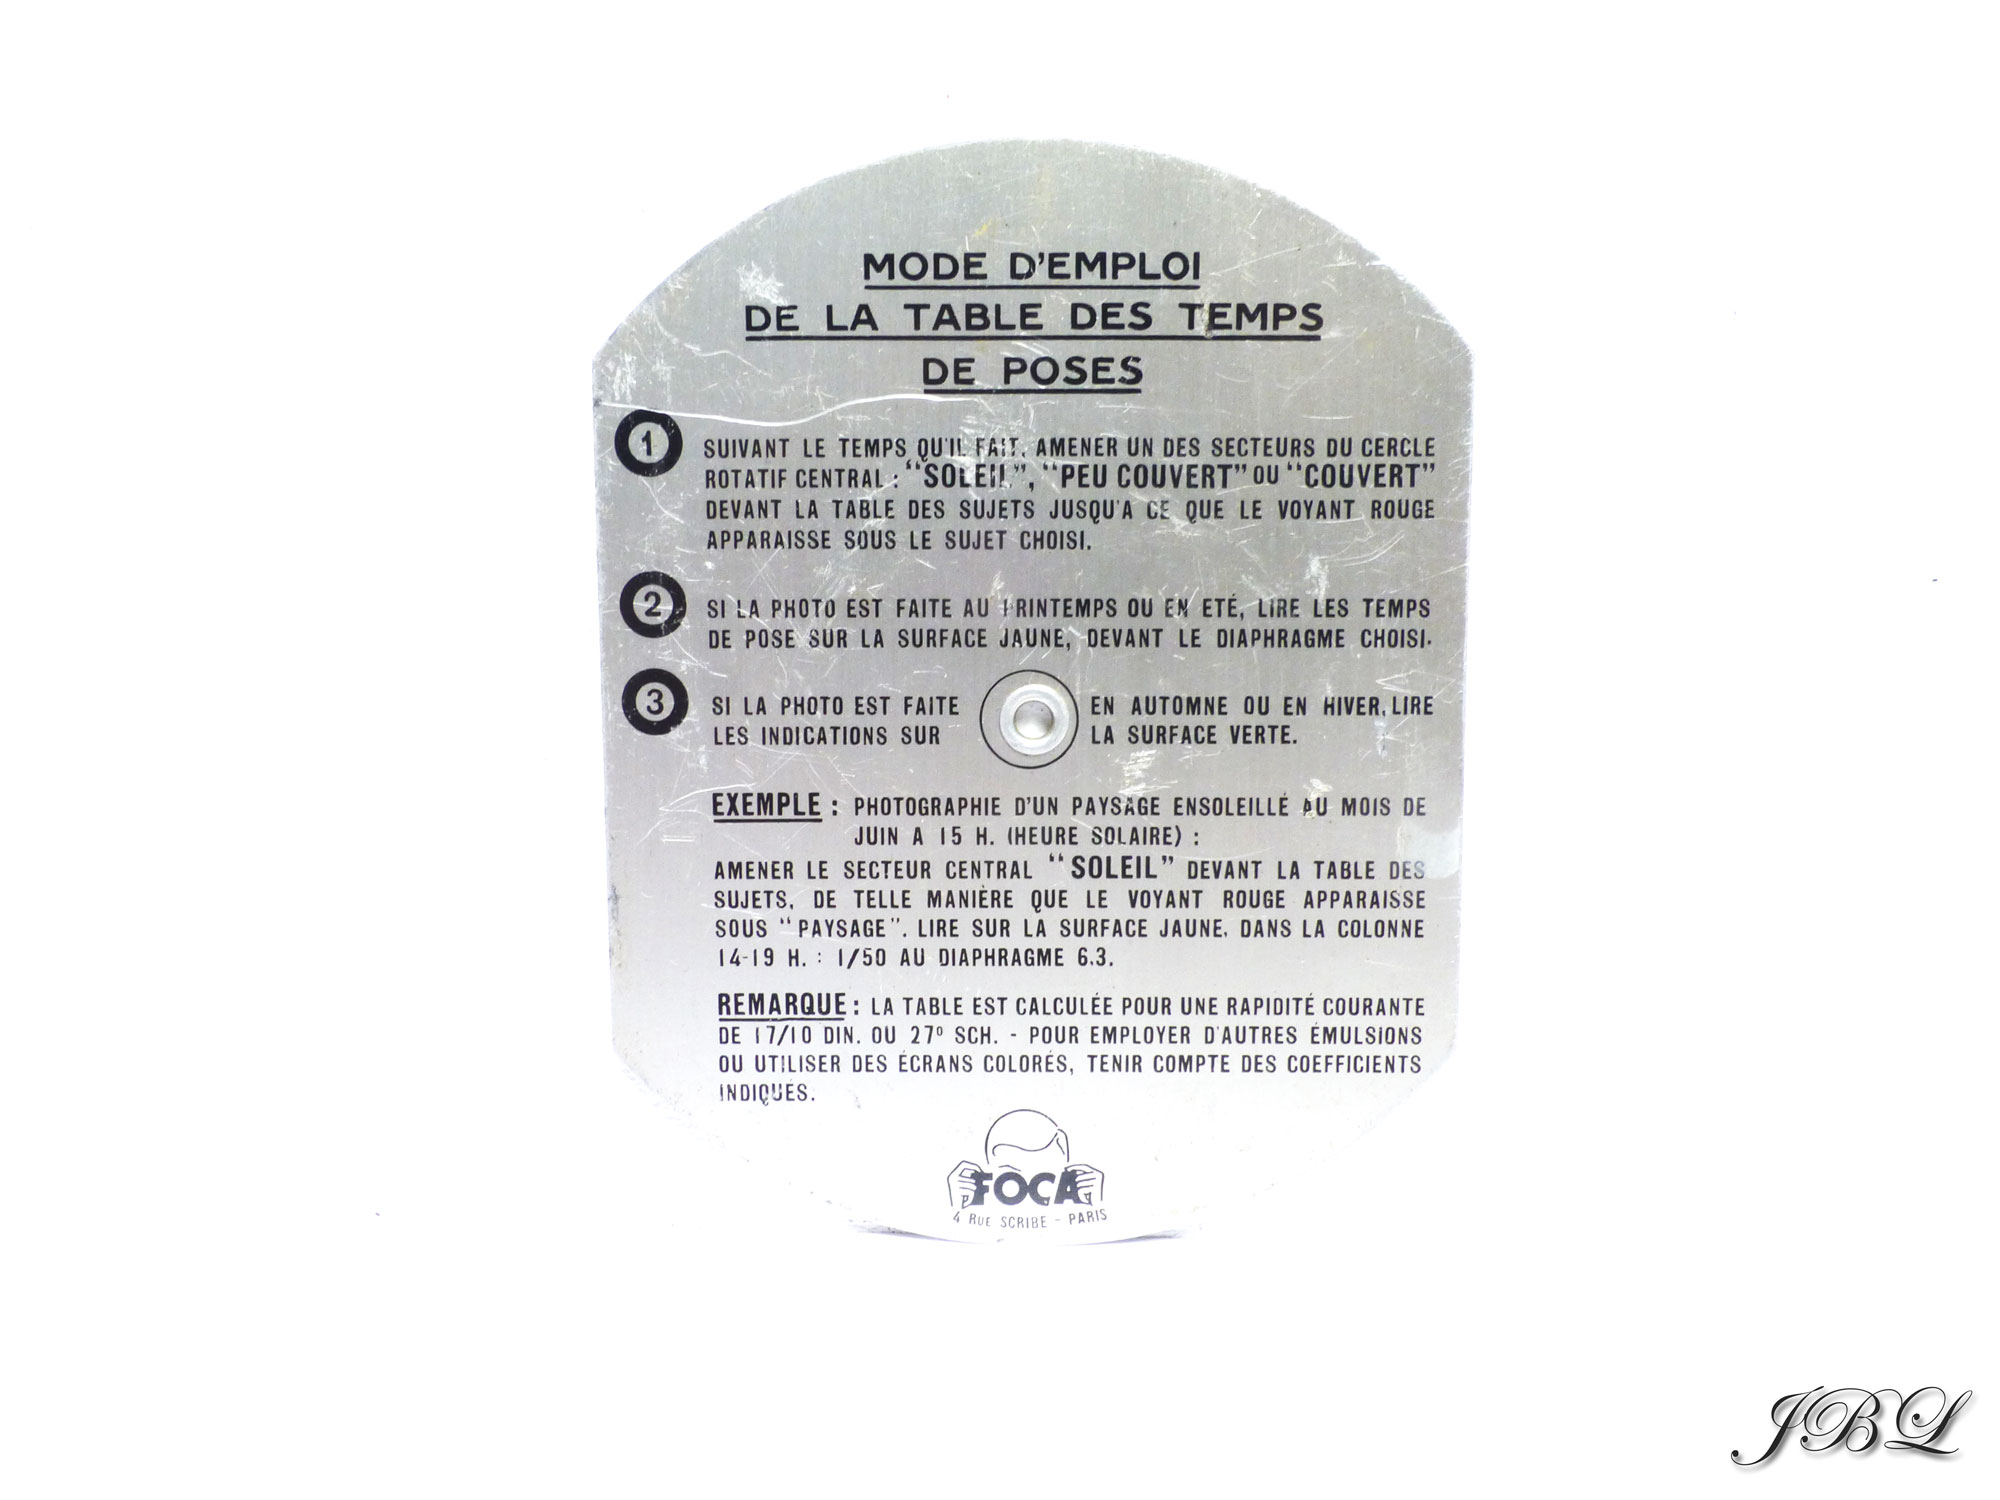 MODE D'EMPLOI
DE LA TABLE DES TEMPS
DE POSES
1 SUIVANT LE TEMPS QU'IL FAIT, AMENER UN DES SECTEURS DU CERCLE
ROTATIF CENTRAL : "SOLEIL", "PEU COUVERT" OU "COUVERT"
DEVANT LA TABLE DES SUJETS JUSQU'A CE QUE LE VOYANT ROUGE
APPARAISSE SOUS LE SUJET CHOISI.
2 SI LA PHOTO EST FAITE AU PRINTEMPS OU EN ETÉ, LIRE LES TEMPS
DE POSE SUR LA SURFACE JAUNE, DEVANT LE DIAPHRAGME CHOISI.
3 SI LA PHOTO EST FAITE EN AUTOMNE OU EN HIVER, LIRE
LES INDICATIONS SUR LA SURFACE VERTE.
EXEMPLE : PHOTOGRAPHIE D'UN PAYSAGE ENSOLEILLÉ AU MOIS DE
JUIN A 15 H. (HEURE SOLAIRE) :
AMENER LE SECTEUR CENTRAL "SOLEIL" DEVANT LA TABLE DES
SUJETS, DE TELLE MANIÈRE QUE LE VOYANT ROUGE APPARAISSE
SOUS "PAYSAGE". LIRE SUR LA SURFACE JAUNE, DANS LA COLONNE
14-19 H. : 1/50 AU DIAPHRAGME 6.3.
REMARQUE : LA TABLE EST CALCULÉE POUR UNE RAPIDITÉ COURANTE
DE 17/10 DIN. OU 27° SCH. - POUR EMPLOYER D'AUTRES ÉMULSIONS
OU UTILISER DES ÉCRANS COLORÉS, TENIR COMPTE DES COEFFICIENTS
INDIQUÉS.
FOCA
4 RUE SCRIBE - PARIS
JBL